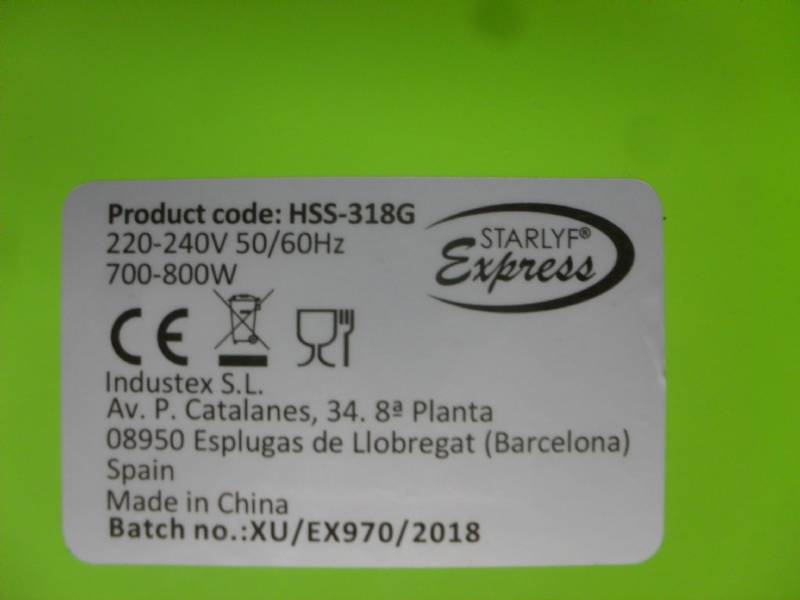 Product code: HSS-318G
220-240V 50/60Hz
700-800W
STARLYF®
Express
CE
Industex S.L.
Av. P. Catalanes, 34. 8ª Planta
08950 Esplugas de Llobregat (Barcelona)
Spain
Made in China
Batch no.:XU/EX970/2018